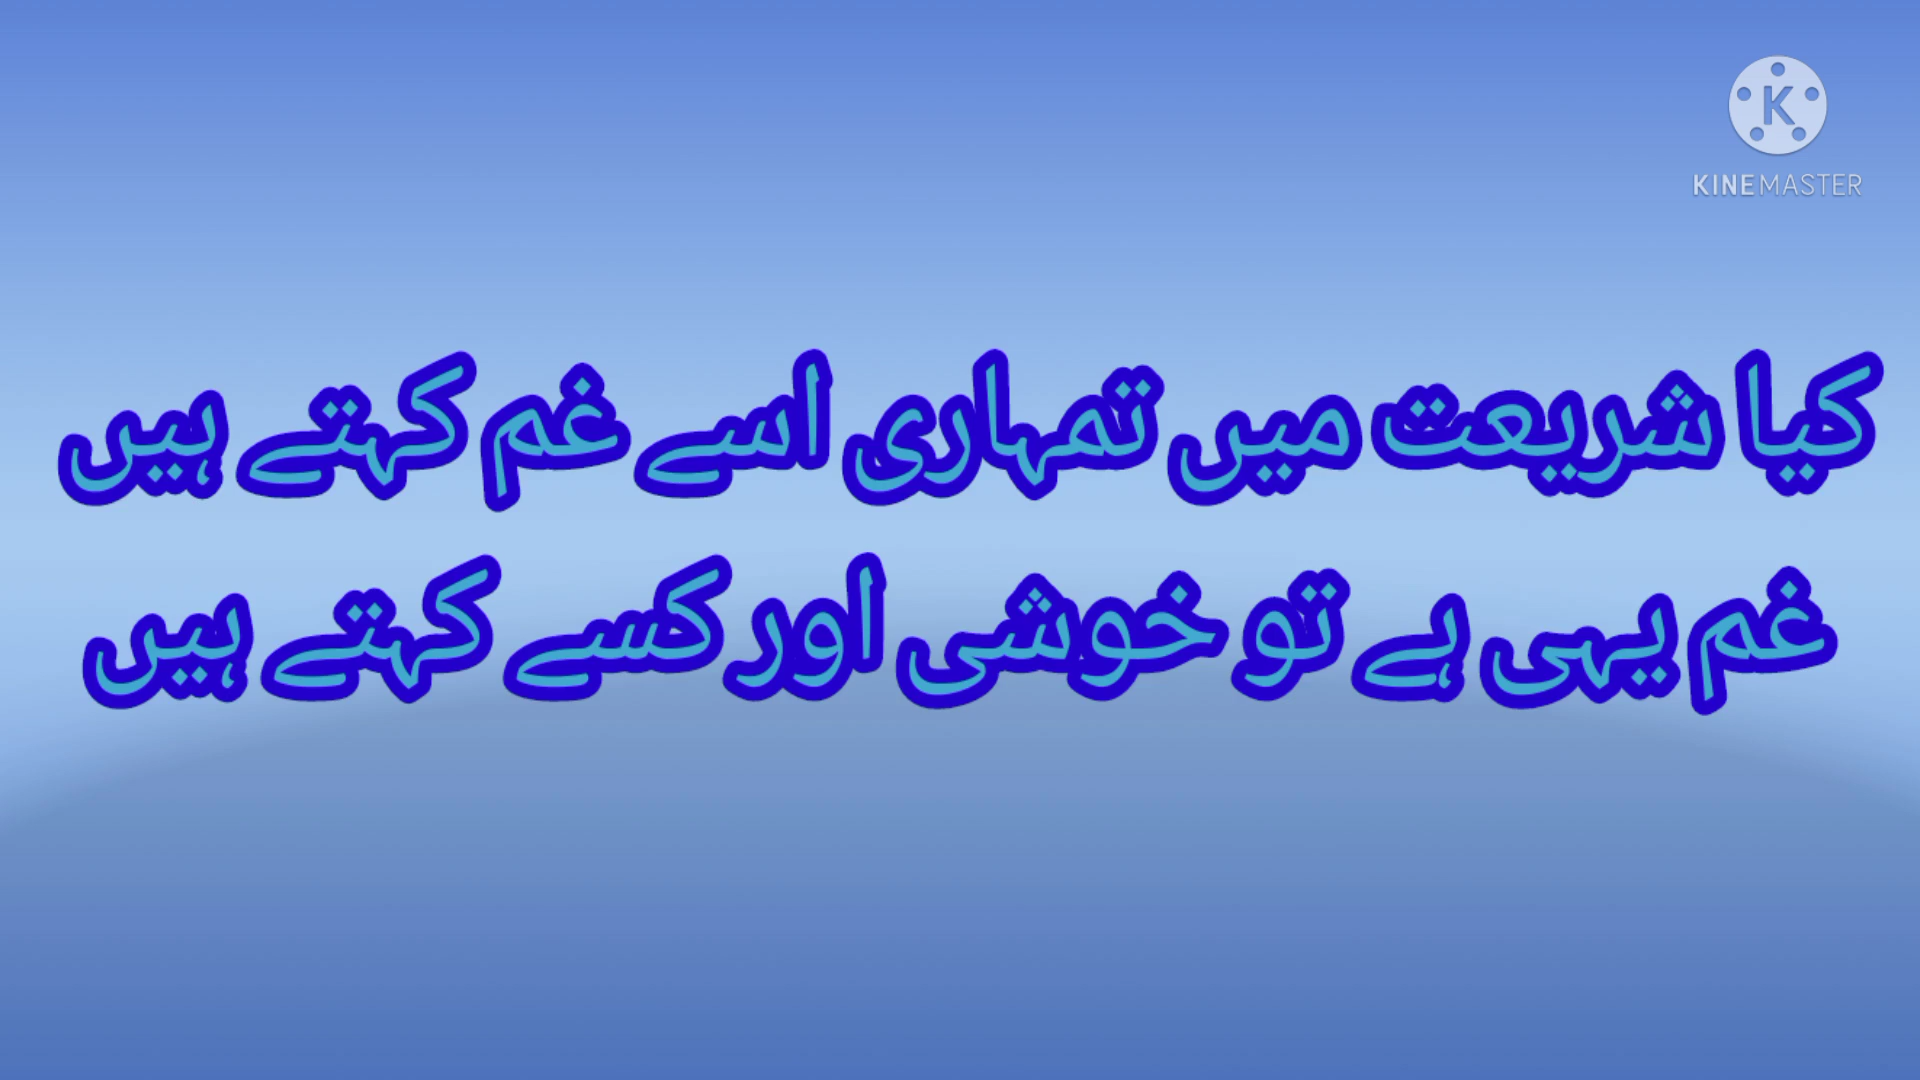 KINEMASTER
کیا شریعت میں تمہاری اسے غم کہتے ہیں
غم یہی ہے تو خوشی اور کسے کہتے ہیں